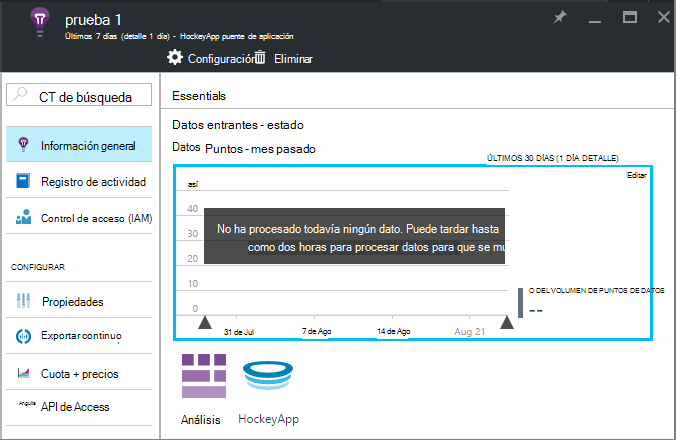 prueba 1
Últimos 7 días (detalle 1 día) - HockeyApp puente de aplicación
Configuración
Eliminar
CT de búsqueda
Información general
Registro de actividad
Control de acceso (IAM)
CONFIGURAR
Propiedades
Exportar continuo
Cuota + precios
Anguila
API de Access
Essentials
Datos entrantes - estado
Datos Puntos - mes pasado
ÚLTIMOS 30 DÍAS (1 DÍA DETALLE)
Editar
así
40
30
20
10
0
No ha procesado todavía ningún dato. Puede tardar hasta
como dos horas para procesar datos para que se mu
31 de Jul
7 de Ago
14 de Ago
Aug 21
O DEL VOLUMEN DE PUNTOS DE DATOS
--
Análisis
HockeyApp